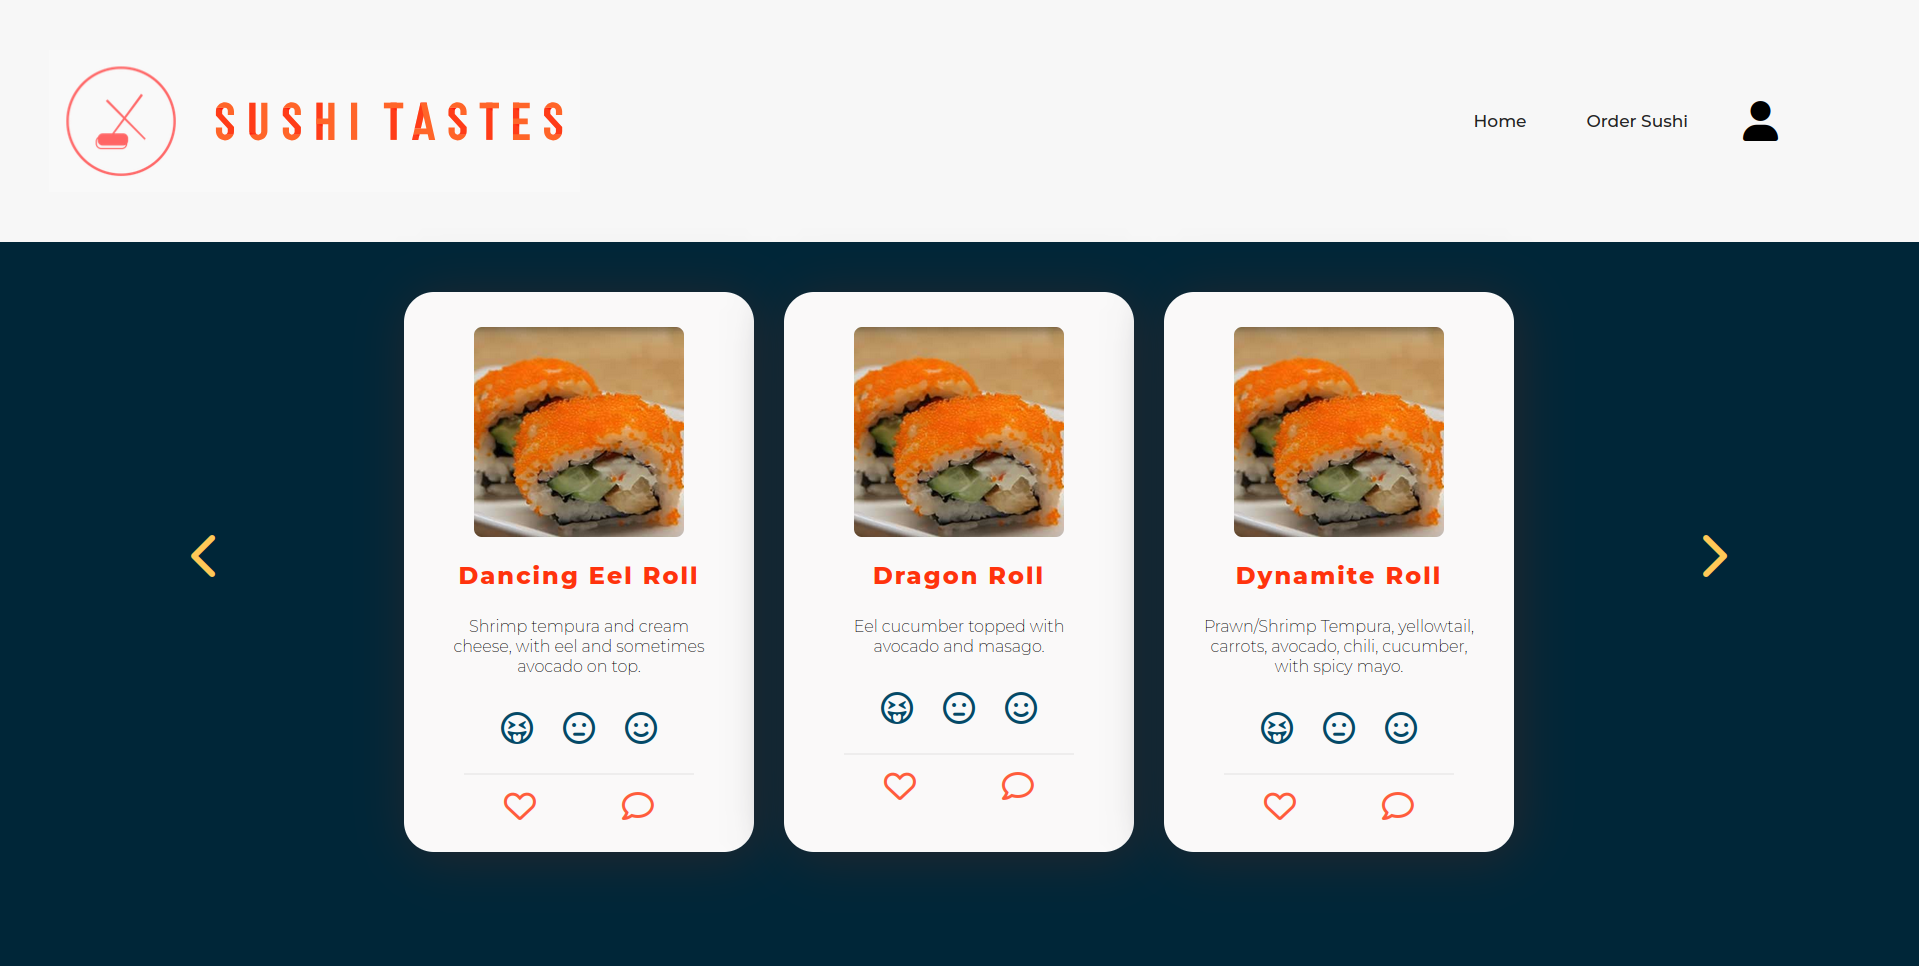 SUSHI TASTES
Home
Order Sushi
Dancing Eel Roll
Shrimp tempura and cream
cheese, with eel and sometimes
avocado on top.
Dragon Roll
Eel cucumber topped with
avocado and masago.
Dynamite Roll
Prawn/Shrimp Tempura, yellowtail,
carrots, avocado, chili, cucumber,
with spicy mayo.